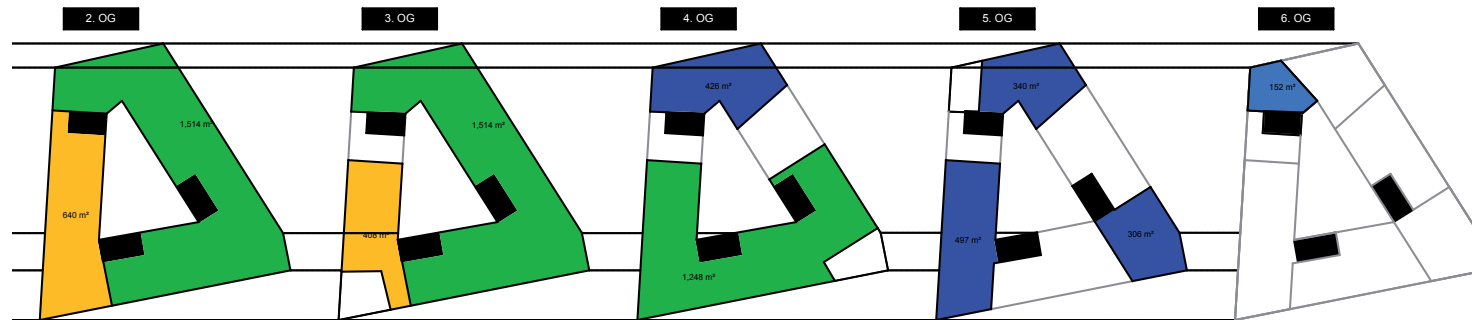 2. OG
3. OG
4. OG
5. OG
6. OG
426 m²
340 m²
152 m²
1,514 m²
1,514 m²
640 m²
408 m²
497 m²
306 m²
1,248 m²